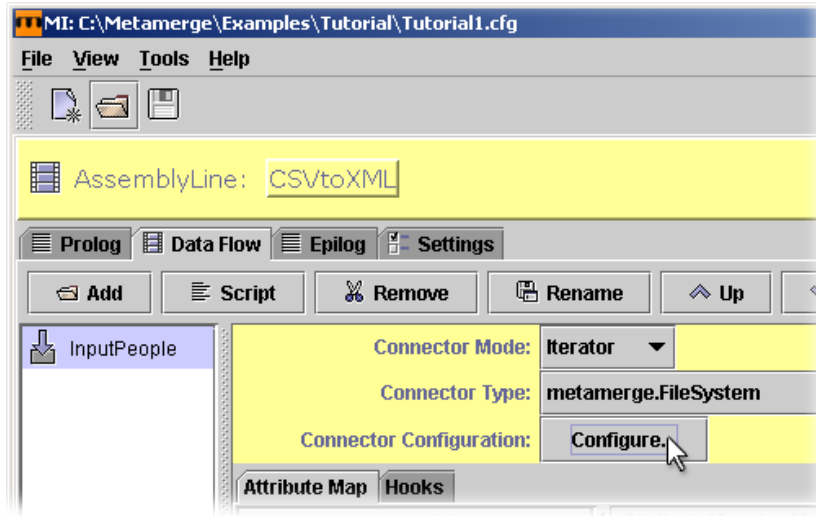 MI: C:\Metamerge\Examples\Tutorial\Tutorial1.cfg
File View Tools Help
AssemblyLine: CSVtoXML
Prolog Data Flow Epilog Settings
Add Script Remove Rename Up
InputPeople
Connector Mode: Iterator
Connector Type: metamerge.FileSystem
Connector Configuration: Configure.
Attribute Map Hooks